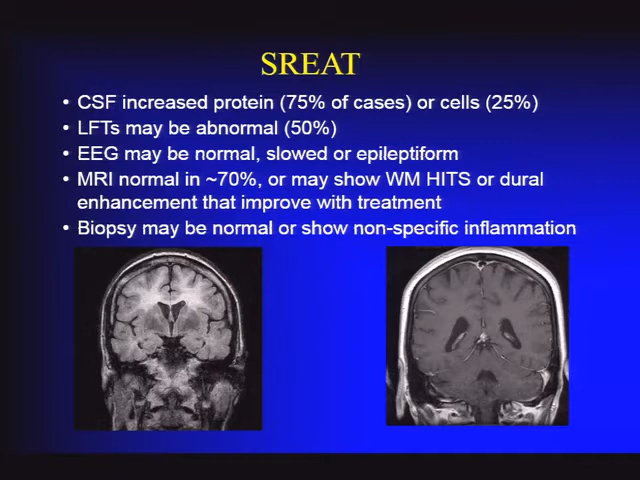 SREAT
• CSF increased protein (75% of cases) or cells (25%)
• LFTs may be abnormal (50%)
• EEG may be normal, slowed or epileptiform
• MRI normal in ~70%, or may show WM HITS or dural
enhancement that improve with treatment
• Biopsy may be normal or show non-specific inflammation